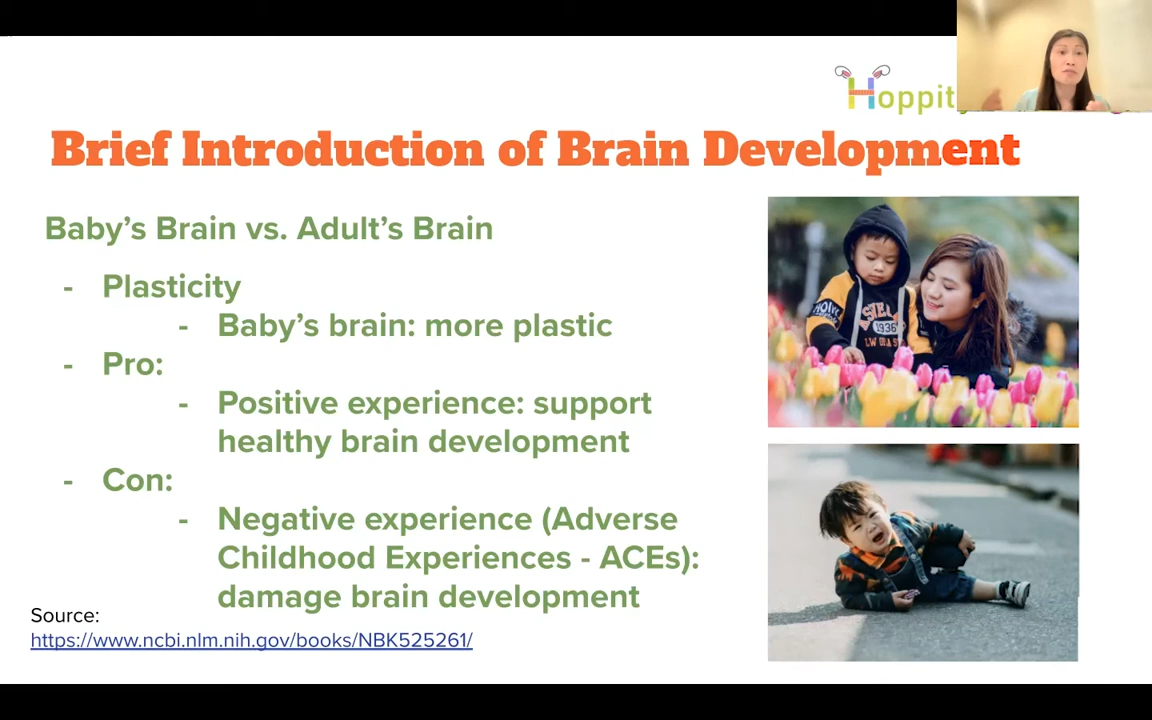 Hoppit
Brief Introduction of Brain Development
Baby's Brain vs. Adult's Brain
- Plasticity
- Baby's brain: more plastic
- Pro:
- Positive experience: support
healthy brain development
- Con:
- Negative experience (Adverse
Childhood Experiences - ACEs):
damage brain development
Source:
https://www.ncbi.nlm.nih.gov/books/NBK525261/
1936